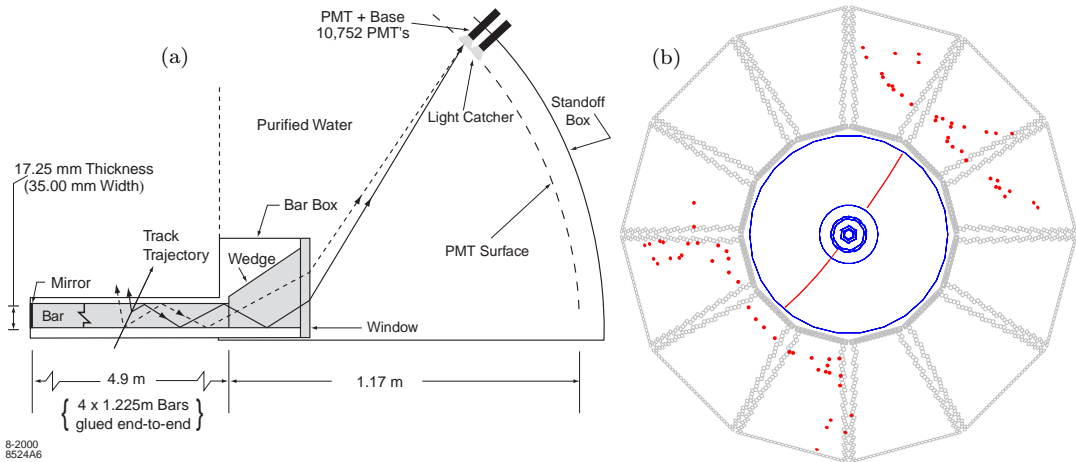 PMT + Base
10,752 PMT's
(a)
(b)
Light Catcher
Standoff
Box
Purified Water
17.25 mm Thickness
(35.00 mm Width)
Bar Box
PMT Surface
Track
Trajectory
Wedge
Mirror
Bar
Window
4.9 m
1.17 m
{ 4 x 1.225m Bars
glued end-to-end }
8-2000
8524A6